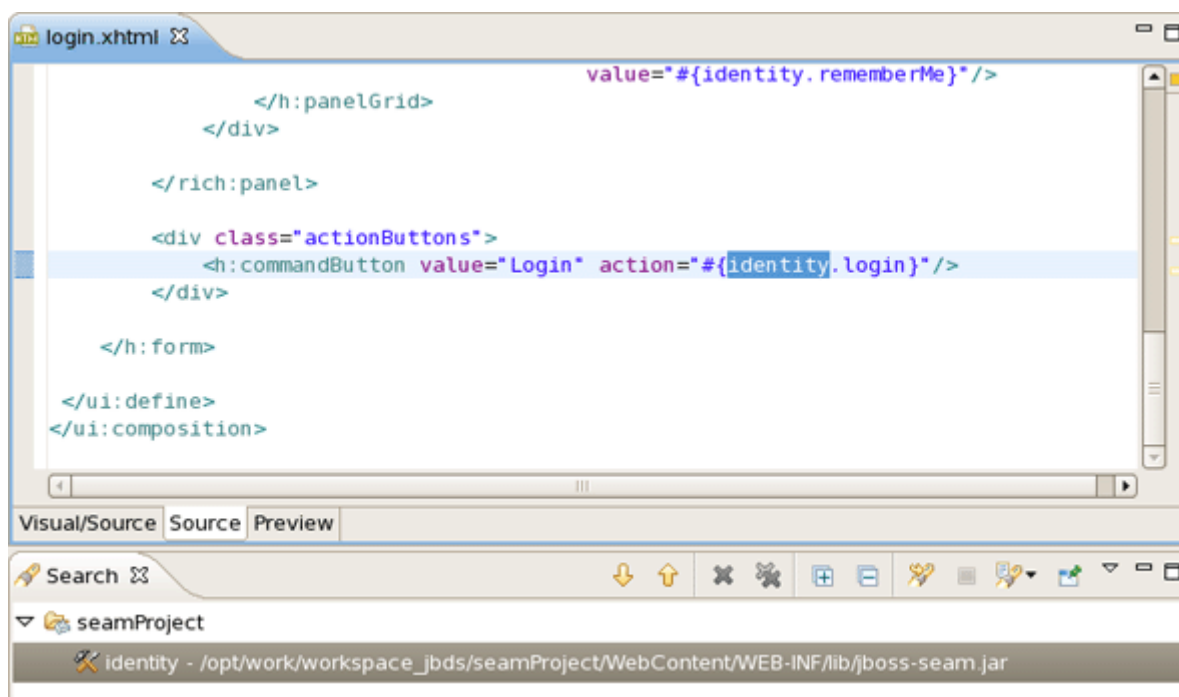 login.xhtml
value="#{identity.rememberMe}"/>
</h:panelGrid>
</div>
</rich:panel>
<div class="actionButtons">
<h:commandButton value="Login" action="#{identity.login}"/>
</div>
</h:form>
</ui:define>
</ui:composition>
Visual/Source Source Preview
Search
seamProject
identity - /opt/work/workspace_jbds/seamProject/WebContent/WEB-INF/lib/jboss-seam.jar